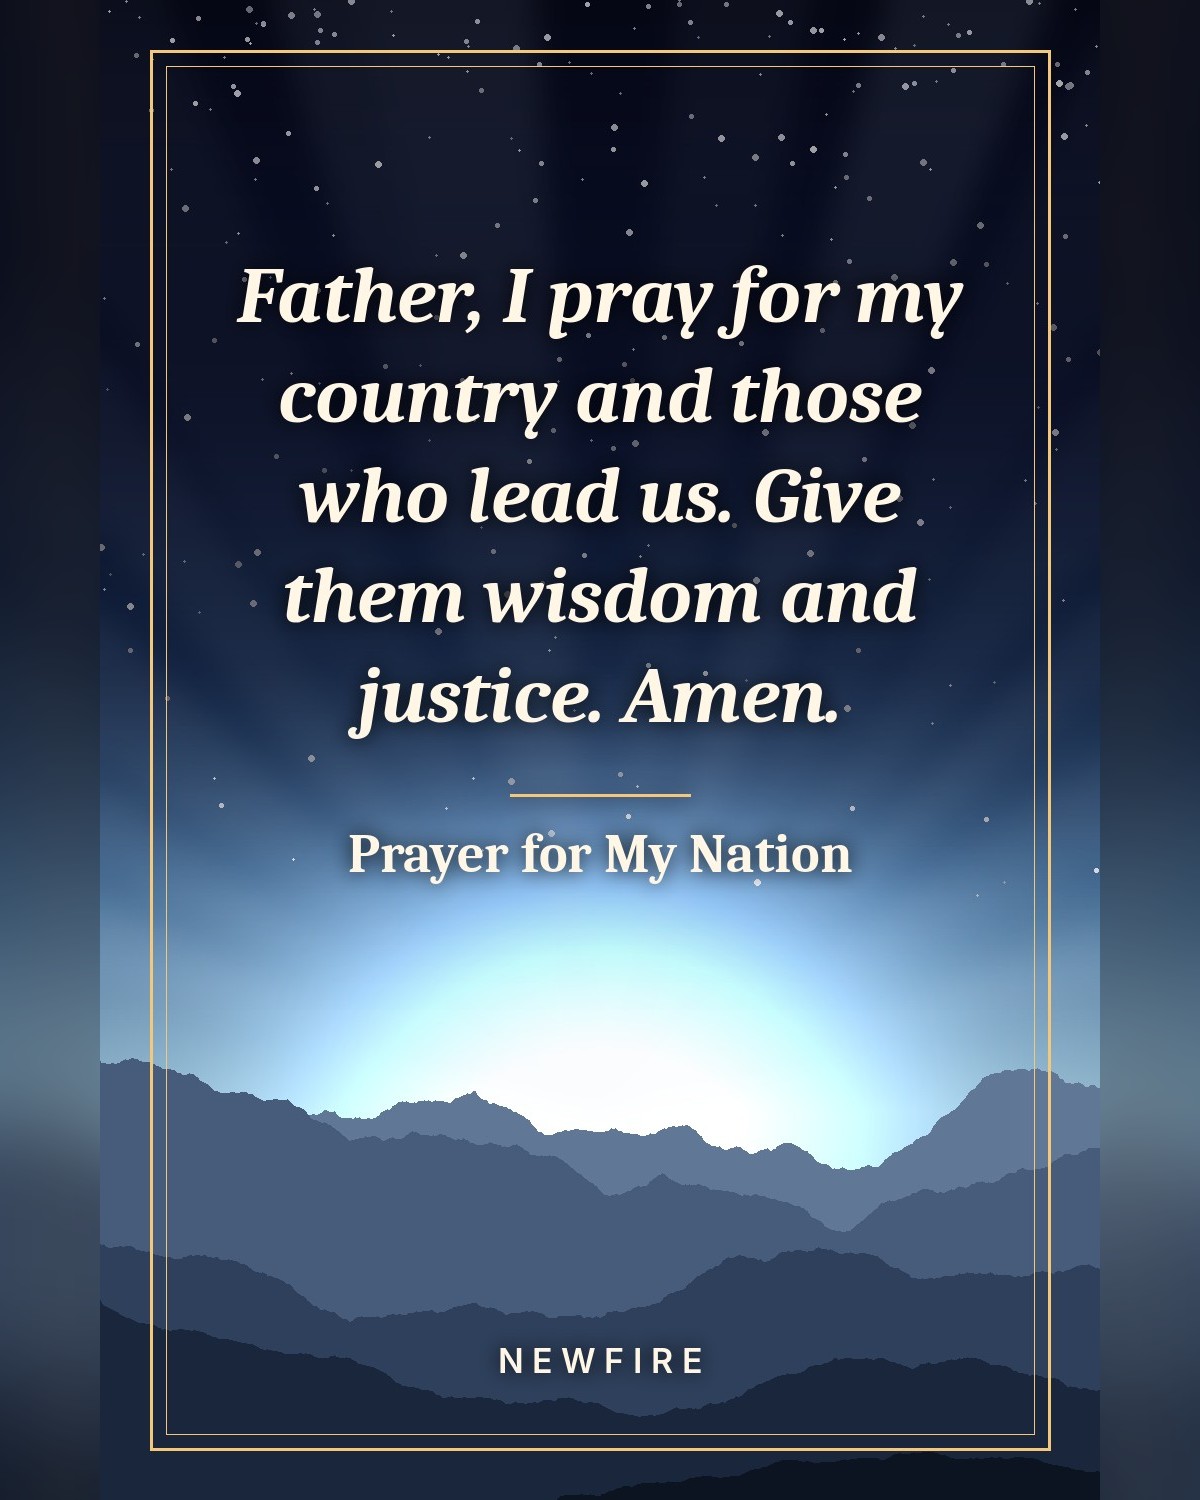 Father, I pray for my
country and those
who lead us. Give
them wisdom and
justice. Amen.
Prayer for My Nation
NEWFIRE